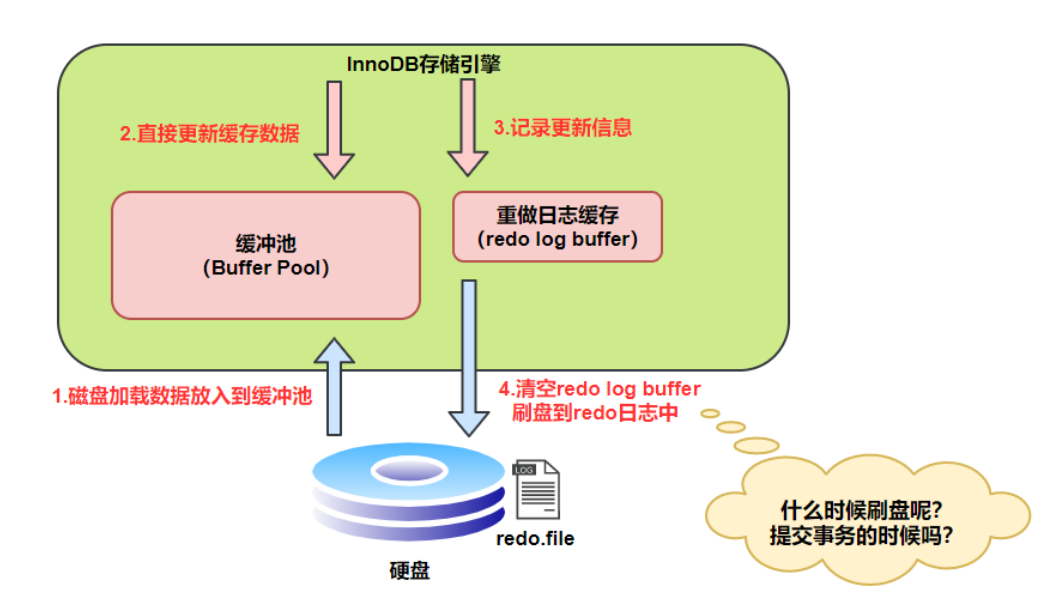 InnoDB存储引擎
2.直接更新缓存数据
3.记录更新信息
缓冲池
（Buffer Pool）
重做日志缓存
（redo log buffer）
1.磁盘加载数据放入到缓冲池
4.清空redo log buffer
刷盘到redo日志中
LOG
redo.file
硬盘
什么时候刷盘呢？
提交事务的时候吗？